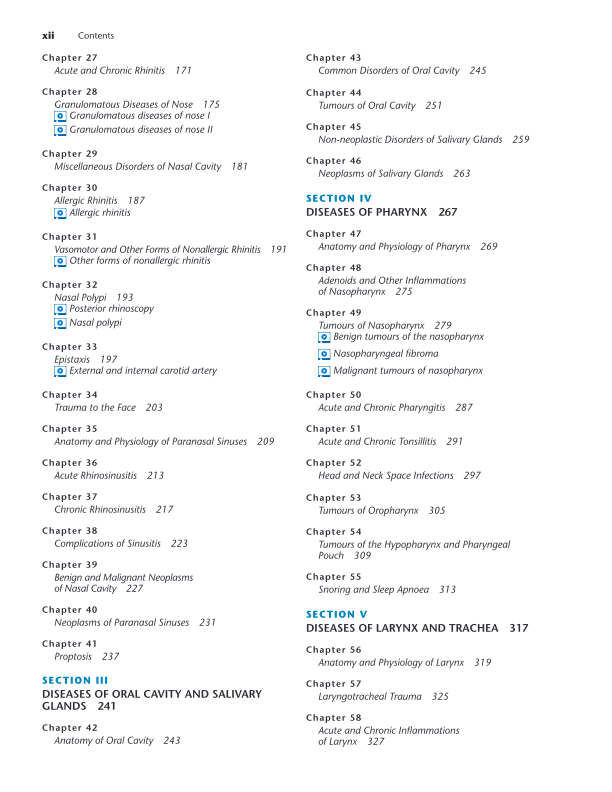 xii Contents
Chapter 27
Acute and Chronic Rhinitis 171
Chapter 28
Granulomatous Diseases of Nose 175
Granulomatous diseases of nose I
Granulomatous diseases of nose II
Chapter 29
Miscellaneous Disorders of Nasal Cavity 181
Chapter 30
Allergic Rhinitis 187
Allergic rhinitis
Chapter 31
Vasomotor and Other Forms of Nonallergic Rhinitis 191
Other forms of nonallergic rhinitis
Chapter 32
Nasal Polypi 193
Posterior rhinoscopy
Nasal polypi
Chapter 33
Epistaxis 197
External and internal carotid artery
Chapter 34
Trauma to the Face 203
Chapter 35
Anatomy and Physiology of Paranasal Sinuses 209
Chapter 36
Acute Rhinosinusitis 213
Chapter 37
Chronic Rhinosinusitis 217
Chapter 38
Complications of Sinusitis 223
Chapter 39
Benign and Malignant Neoplasms
of Nasal Cavity 227
Chapter 40
Neoplasms of Paranasal Sinuses 231
Chapter 41
Proptosis 237
SECTION III
DISEASES OF ORAL CAVITY AND SALIVARY
GLANDS 241
Chapter 42
Anatomy of Oral Cavity 243
Chapter 43
Common Disorders of Oral Cavity 245
Chapter 44
Tumours of Oral Cavity 251
Chapter 45
Non-neoplastic Disorders of Salivary Glands 259
Chapter 46
Neoplasms of Salivary Glands 263
SECTION IV
DISEASES OF PHARYNX 267
Chapter 47
Anatomy and Physiology of Pharynx 269
Chapter 48
Adenoids and Other Inflammations
of Nasopharynx 275
Chapter 49
Tumours of Nasopharynx 279
Benign tumours of the nasopharynx
Nasopharyngeal fibroma
Malignant tumours of nasopharynx
Chapter 50
Acute and Chronic Pharyngitis 287
Chapter 51
Acute and Chronic Tonsillitis 291
Chapter 52
Head and Neck Space Infections 297
Chapter 53
Tumours of Oropharynx 305
Chapter 54
Tumours of the Hypopharynx and Pharyngeal
Pouch 309
Chapter 55
Snoring and Sleep Apnoea 313
SECTION V
DISEASES OF LARYNX AND TRACHEA 317
Chapter 56
Anatomy and Physiology of Larynx 319
Chapter 57
Laryngotracheal Trauma 325
Chapter 58
Acute and Chronic Inflammations
of Larynx 327